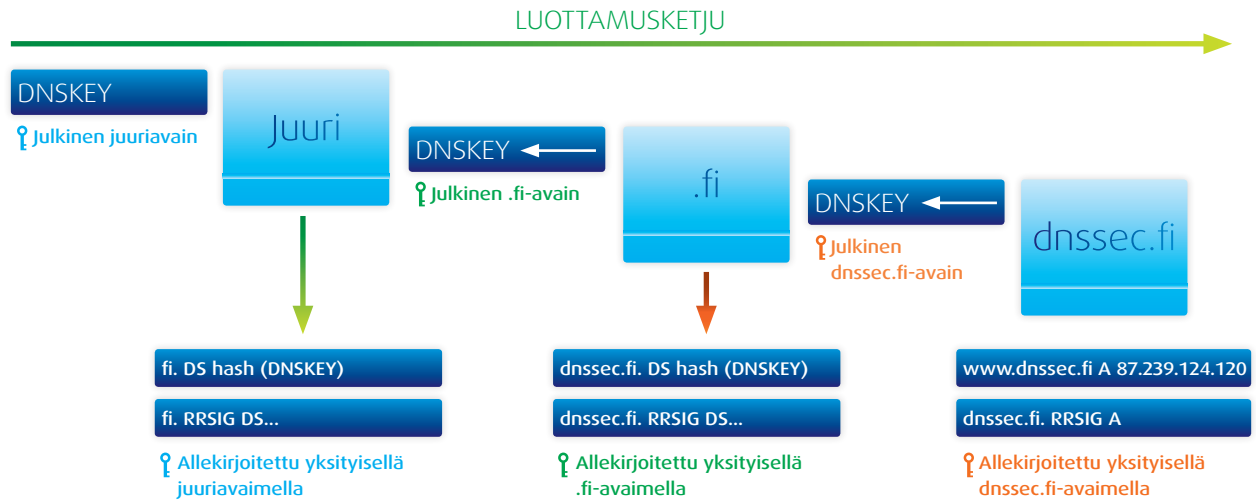 LUOTTAMUSKETJU
DNSKEY
Julkinen juuriavain
Juuri
DNSKEY
Julkinen .fi-avain
.fi
DNSKEY
Julkinen
dnssec.fi-avain
dnssec.fi
fi. DS hash (DNSKEY)
fi. RRSIG DS...
Allekirjoitettu yksityisellä
juuriavaimella
dnssec.fi. DS hash (DNSKEY)
dnssec.fi. RRSIG DS...
Allekirjoitettu yksityisellä
.fi-avaimella
www.dnssec.fi A 87.239.124.120
dnssec.fi. RRSIG A
Allekirjoitettu yksityisellä
dnssec.fi-avaimella